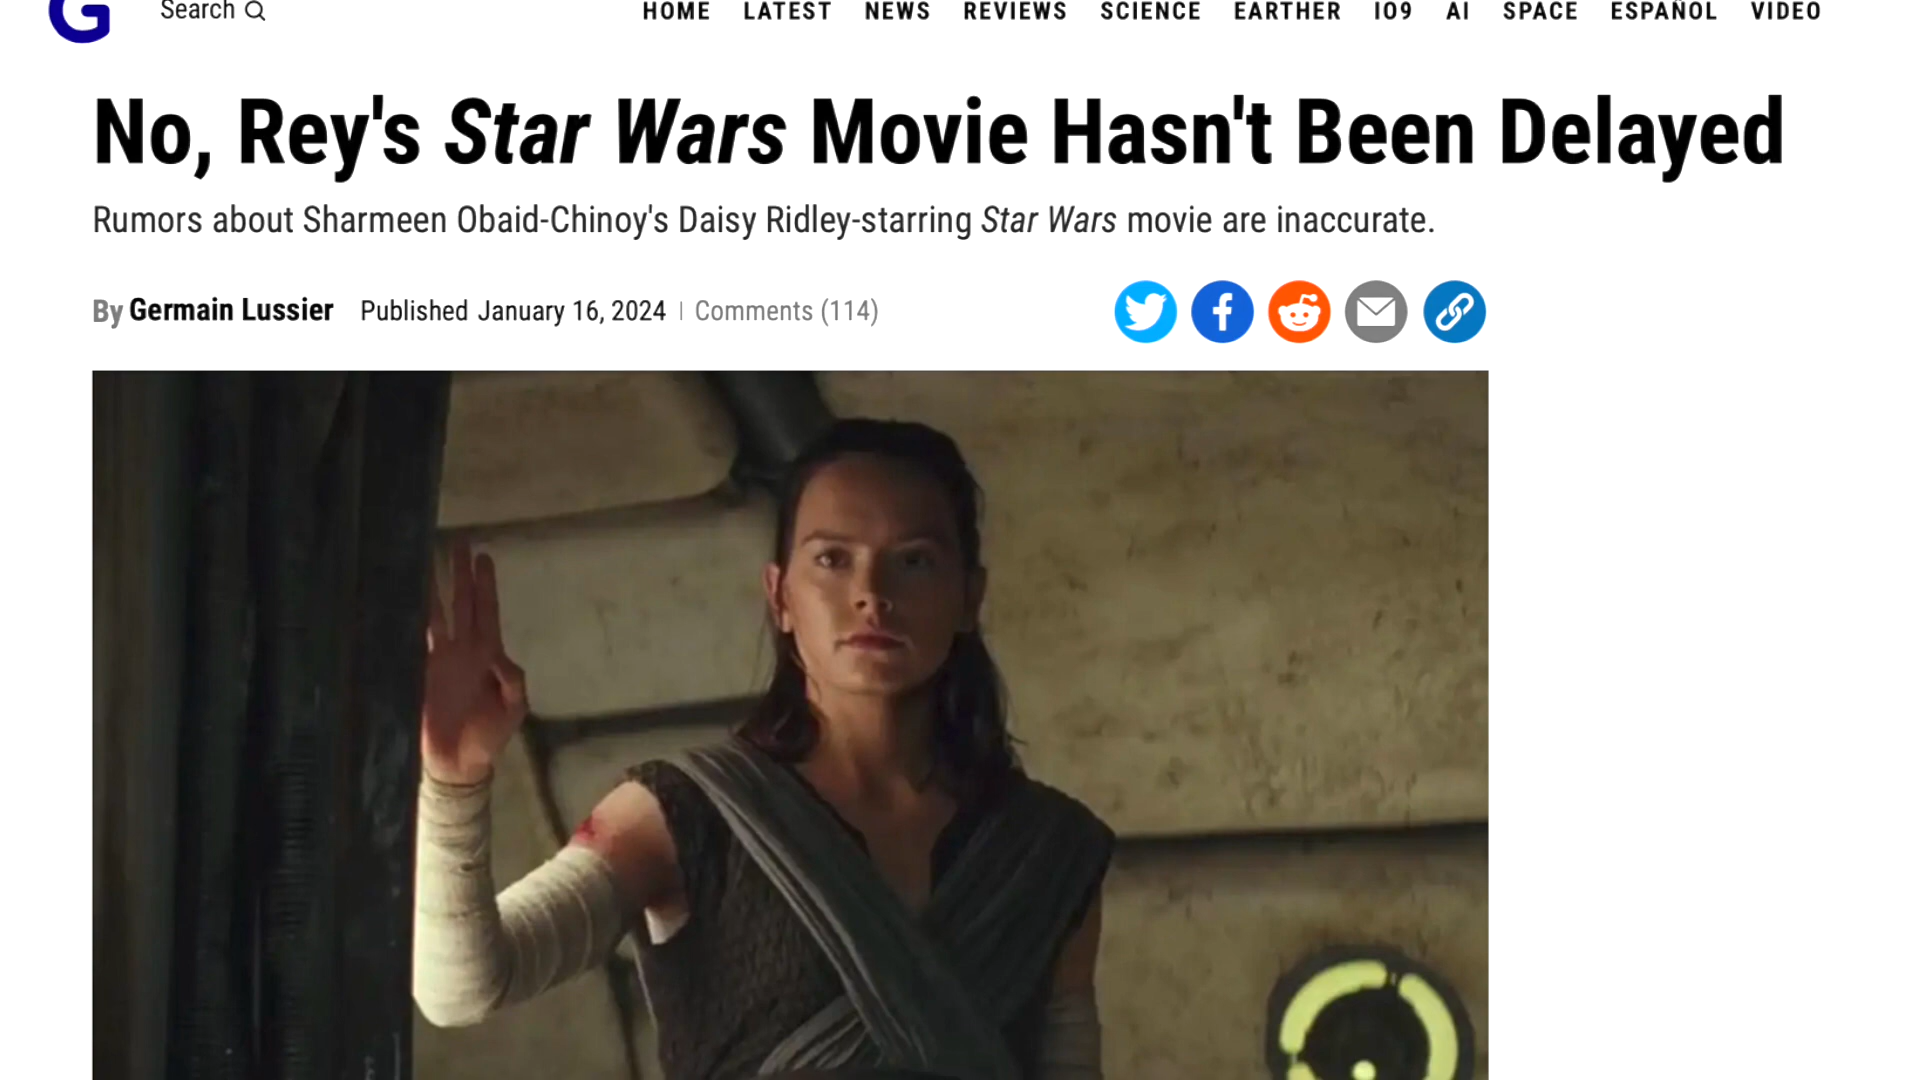 G Search HOME LATEST NEWS REVIEWS SCIENCE EARTHER IO9 AI SPACE ESPAÑOL VIDEO
No, Rey's Star Wars Movie Hasn't Been Delayed
Rumors about Sharmeen Obaid-Chinoy's Daisy Ridley-starring Star Wars movie are inaccurate.
By Germain Lussier Published January 16, 2024 | Comments (114)